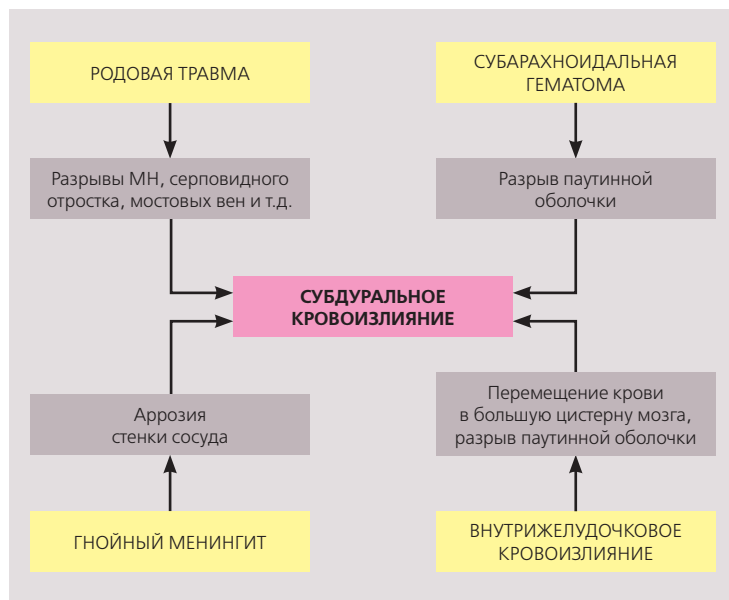 РОДОВАЯ ТРАВМА
СУБАРАХНОИДАЛЬНАЯ
ГЕМАТОМА
Разрывы МН, серповидного
отростка, мостовых вен и т.д.
Разрыв паутинной
оболочки
СУБДУРАЛЬНОЕ
КРОВОИЗЛИЯНИЕ
Аррозия
стенки сосуда
Перемещение крови
в большую цистерну мозга,
разрыв паутинной оболочки
ГНОЙНЫЙ МЕНИНГИТ
ВНУТРИЖЕЛУДОЧКОВОЕ
КРОВОИЗЛИЯНИЕ